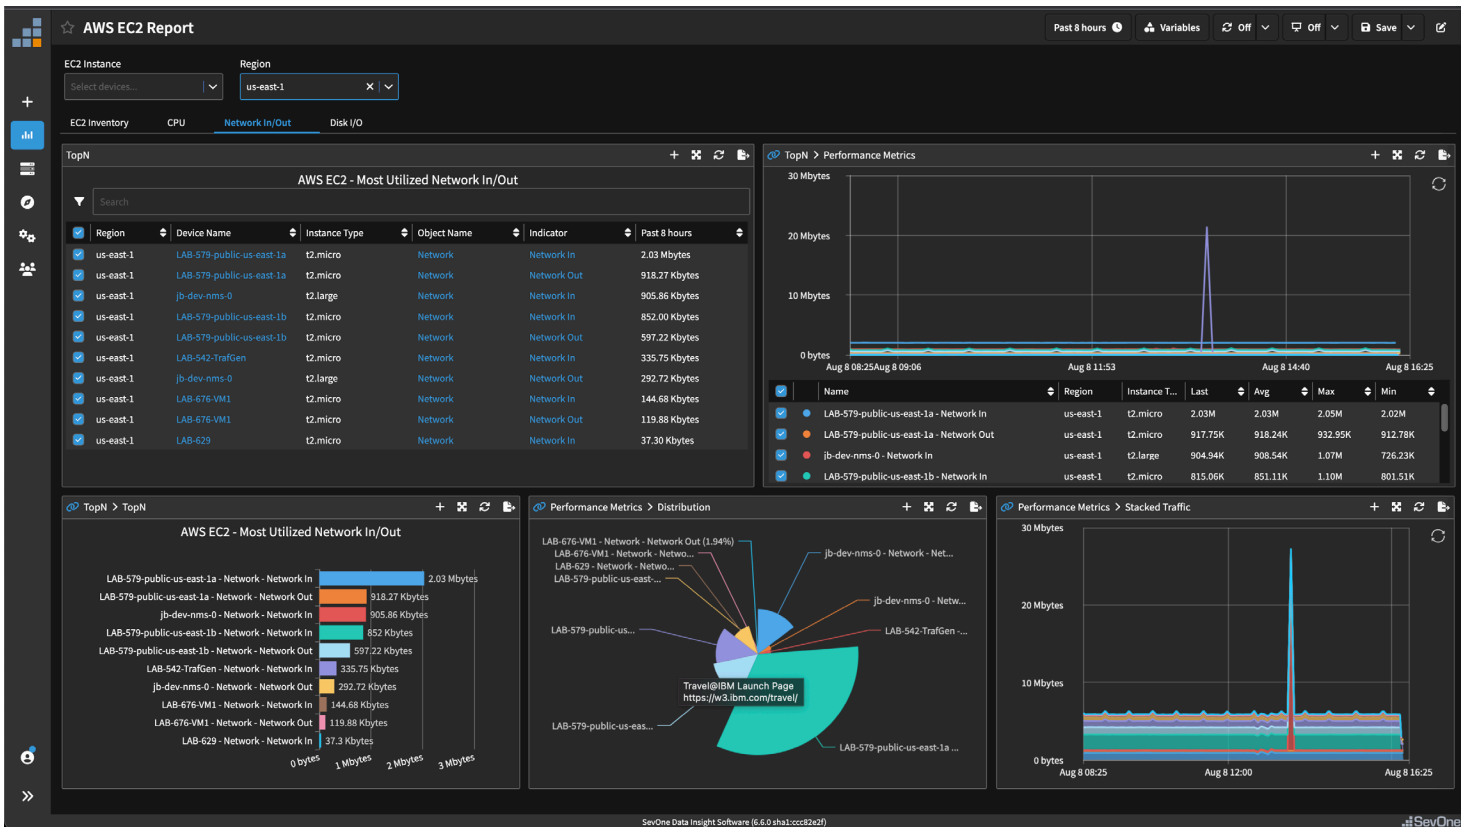 AWS EC2 Report
Past 8 hours
Variables
Off
Off
Save
EC2 Instance
Region
Select devices...
us-east-1
EC2 Inventory
CPU
Network In/Out
Disk I/O
TopN
AWS EC2 - Most Utilized Network In/Out
Search
Region Device Name Instance Type Object Name Indicator Past 8 hours
us-east-1 LAB-579-public-us-east-1a t2.micro Network Network In 2.03 Mbytes
us-east-1 LAB-579-public-us-east-1a t2.micro Network Network Out 918.27 Kbytes
us-east-1 jb-dev-nms-0 t2.large Network Network In 905.86 Kbytes
us-east-1 LAB-579-public-us-east-1b t2.micro Network Network In 852.00 Kbytes
us-east-1 LAB-579-public-us-east-1b t2.micro Network Network Out 597.22 Kbytes
us-east-1 LAB-542-TrafGen t2.micro Network Network In 335.75 Kbytes
us-east-1 jb-dev-nms-0 t2.large Network Network Out 292.72 Kbytes
us-east-1 LAB-676-VM1 t2.micro Network Network In 144.68 Kbytes
us-east-1 LAB-676-VM1 t2.micro Network Network Out 119.88 Kbytes
us-east-1 LAB-629 t2.micro Network Network In 37.30 Kbytes
TopN > Performance Metrics
30 Mbytes
20 Mbytes
10 Mbytes
0 bytes
Aug 8 08:25 Aug 8 09:06 Aug 8 11:53 Aug 8 14:40 Aug 8 16:25
Name Region Instance T... Last Avg Max Min
LAB-579-public-us-east-1a - Network In us-east-1 t2.micro 2.03M 2.03M 2.05M 2.02M
LAB-579-public-us-east-1a - Network Out us-east-1 t2.micro 917.75K 918.24K 932.95K 912.78K
jb-dev-nms-0 - Network In us-east-1 t2.large 904.94K 908.54K 1.07M 726.23K
LAB-579-public-us-east-1b - Network In us-east-1 t2.micro 815.06K 851.11K 1.10M 801.51K
TopN > TopN
AWS EC2 - Most Utilized Network In/Out
LAB-579-public-us-east-1a - Network - Network In 2.03 Mbytes
LAB-579-public-us-east-1a - Network - Network Out 918.27 Kbytes
jb-dev-nms-0 - Network - Network In 905.86 Kbytes
LAB-579-public-us-east-1b - Network - Network In 852 Kbytes
LAB-579-public-us-east-1b - Network - Network Out 597.22 Kbytes
LAB-542-TrafGen - Network - Network In 335.75 Kbytes
jb-dev-nms-0 - Network - Network Out 292.72 Kbytes
LAB-676-VM1 - Network - Network In 144.68 Kbytes
LAB-676-VM1 - Network - Network Out 119.88 Kbytes
LAB-629 - Network - Network In 37.3 Kbytes
0 bytes 1 Mbytes 2 Mbytes 3 Mbytes
Performance Metrics > Distribution
LAB-676-VM1 - Network - Network Out (1.94%)
LAB-676-VM1 - Network - Netwo...
LAB-629 - Network - Netwo...
LAB-579-public-us-east-...
LAB-579-public-us...
LAB-579-public-us-eas...
jb-dev-nms-0 - Network - Net...
jb-dev-nms-0 - Netw...
LAB-542-TrafGen -...
LAB-579-public-us-east-1a ...
Travel@IBM Launch Page
https://w3.ibm.com/travel/
Performance Metrics > Stacked Traffic
30 Mbytes
20 Mbytes
10 Mbytes
0 bytes
Aug 8 08:25 Aug 8 12:00 Aug 8 16:25
SevOne Data Insight Software (6.6.0 sha1:ccc82e2f)
SevOne